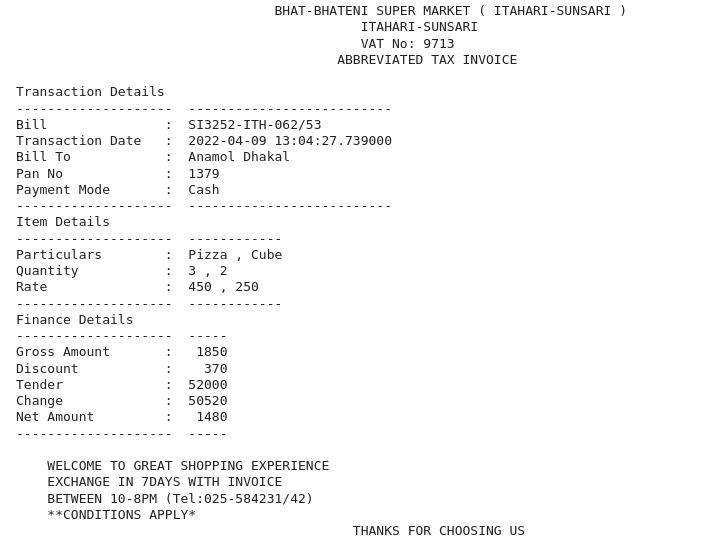 BHAT-BHATENI SUPER MARKET ( ITAHARI-SUNSARI )
ITAHARI-SUNSARI
VAT No: 9713
ABBREVIATED TAX INVOICE
Transaction Details
--------------------  --------------------------
Bill               :  SI3252-ITH-062/53
Transaction Date   :  2022-04-09 13:04:27.739000
Bill To            :  Anamol Dhakal
Pan No             :  1379
Payment Mode       :  Cash
--------------------  --------------------------
Item Details
--------------------  ------------
Particulars        :  Pizza , Cube
Quantity           :  3 , 2
Rate               :  450 , 250
--------------------  ------------
Finance Details
--------------------  -----
Gross Amount       :   1850
Discount           :    370
Tender             :  52000
Change             :  50520
Net Amount         :   1480
--------------------  -----
WELCOME TO GREAT SHOPPING EXPERIENCE
EXCHANGE IN 7DAYS WITH INVOICE
BETWEEN 10-8PM (Tel:025-584231/42)
**CONDITIONS APPLY*
THANKS FOR CHOOSING US